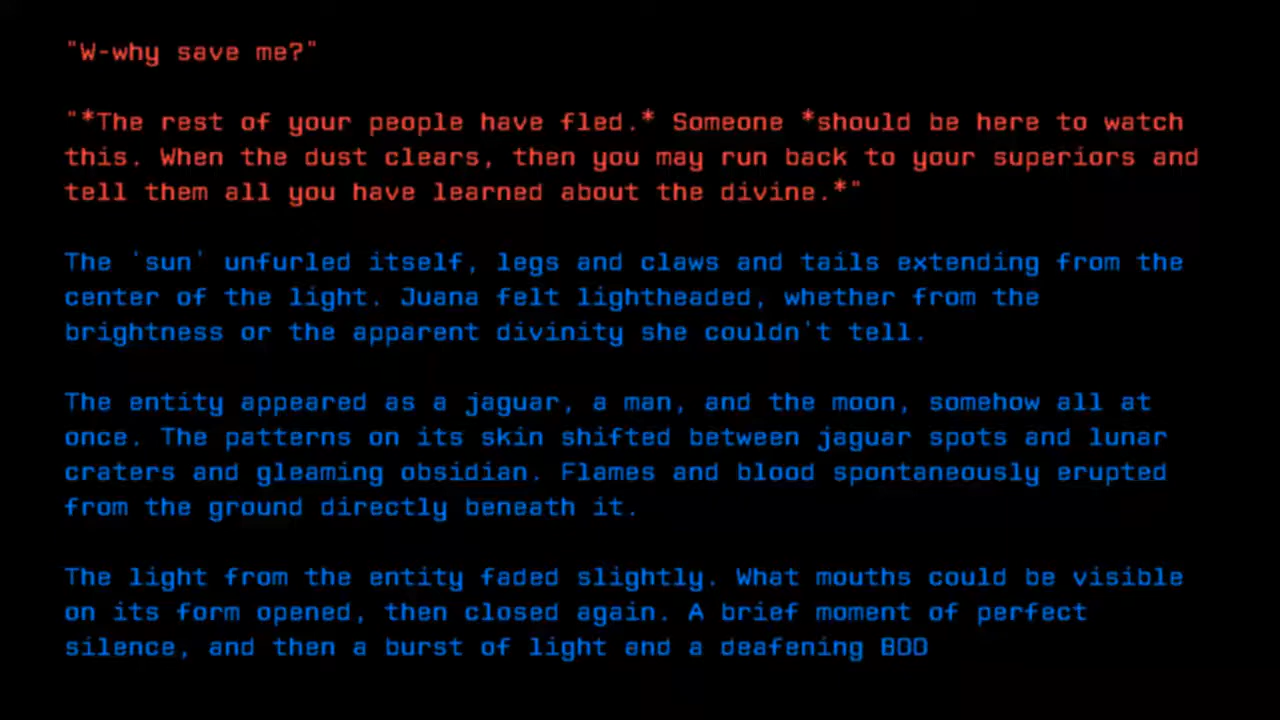 "W-why save me?"
"*The rest of your people have fled.* Someone *should be here to watch
this. When the dust clears, then you may run back to your superiors and
tell them all you have learned about the divine.*"
The 'sun' unfurled itself, legs and claws and tails extending from the
center of the light. Juana felt lightheaded, whether from the
brightness or the apparent divinity she couldn't tell.
The entity appeared as a jaguar, a man, and the moon, somehow all at
once. The patterns on its skin shifted between jaguar spots and lunar
craters and gleaming obsidian. Flames and blood spontaneously erupted
from the ground directly beneath it.
The light from the entity faded slightly. What mouths could be visible
on its form opened, then closed again. A brief moment of perfect
silence, and then a burst of light and a deafening BOO